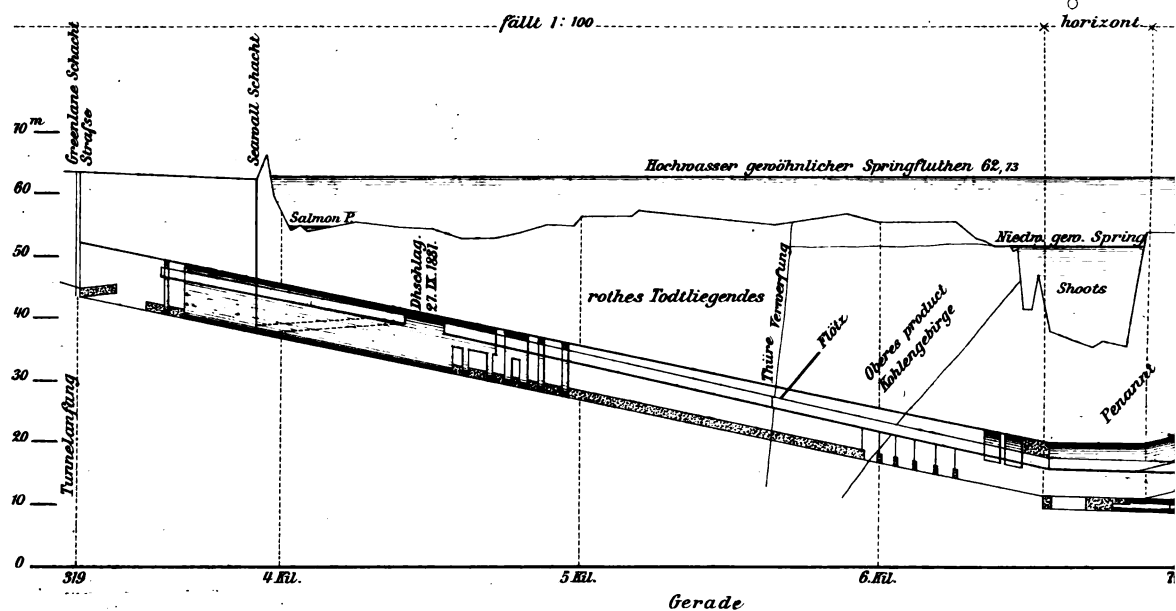 fällt 1:100
horizont
Greenlane Schacht
Strafse
Seawall Schacht
70 m
60
50
40
30
20
10
0
Hochwasser gewöhnlicher Springfluthen 62,73
Salmon P.
Niedw. gew. Spring
Dhschlag.
27. IX. 1881.
rothes Todtliegendes
Thüre Verwerfung
Flötz
Oberes product
Kohlengebirge
Shoots
Penannt
Tunnelanfang
319
4 Kil.
5 Kil.
6. Kil.
Gerade